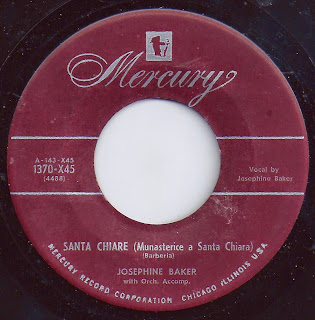 Mercury
A-143-X45
1370-X45
(4488)
Vocal by
Josephine Baker
SANTA CHIARE (Munasterice a Santa Chiara)
(Barberia)
JOSEPHINE BAKER
with Orch. Accomp.
MERCURY RECORD CORPORATION CHICAGO ILLINOIS U.S.A